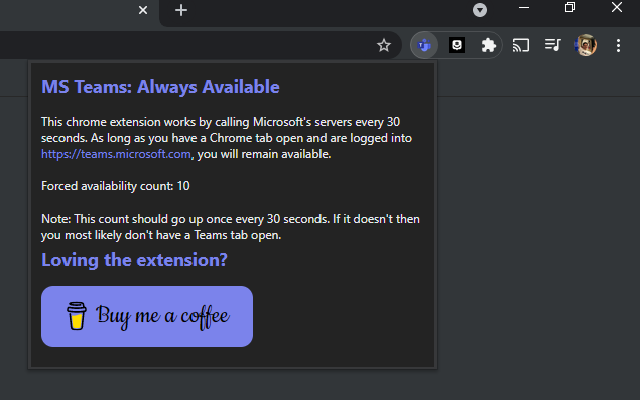 MS Teams: Always Available
This chrome extension works by calling Microsoft's servers every 30
seconds. As long as you have a Chrome tab open and are logged into
https://teams.microsoft.com, you will remain available.
Forced availability count: 10
Note: This count should go up once every 30 seconds. If it doesn't then
you most likely don't have a Teams tab open.
Loving the extension?
Buy me a coffee